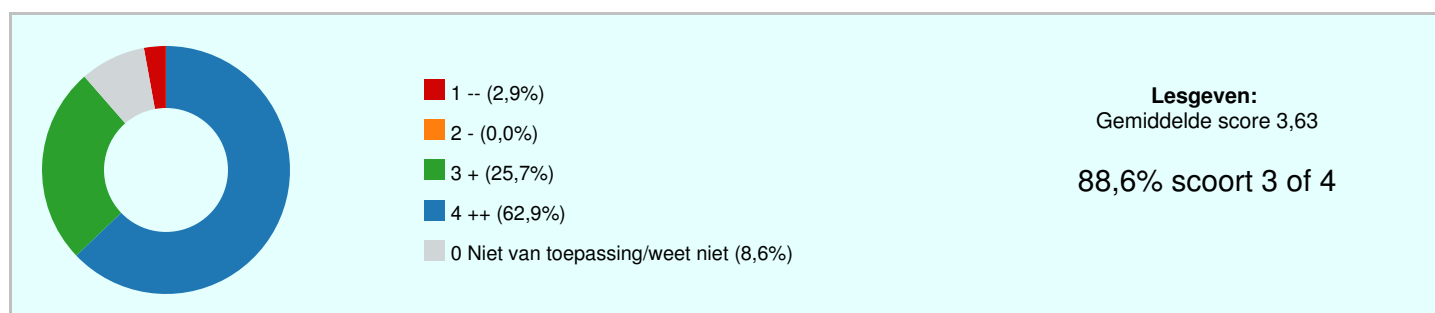 1 -- (2,9%)
2 - (0,0%)
3 + (25,7%)
4 ++ (62,9%)
0 Niet van toepassing/weet niet (8,6%)
Lesgeven:
Gemiddelde score 3,63
88,6% scoort 3 of 4